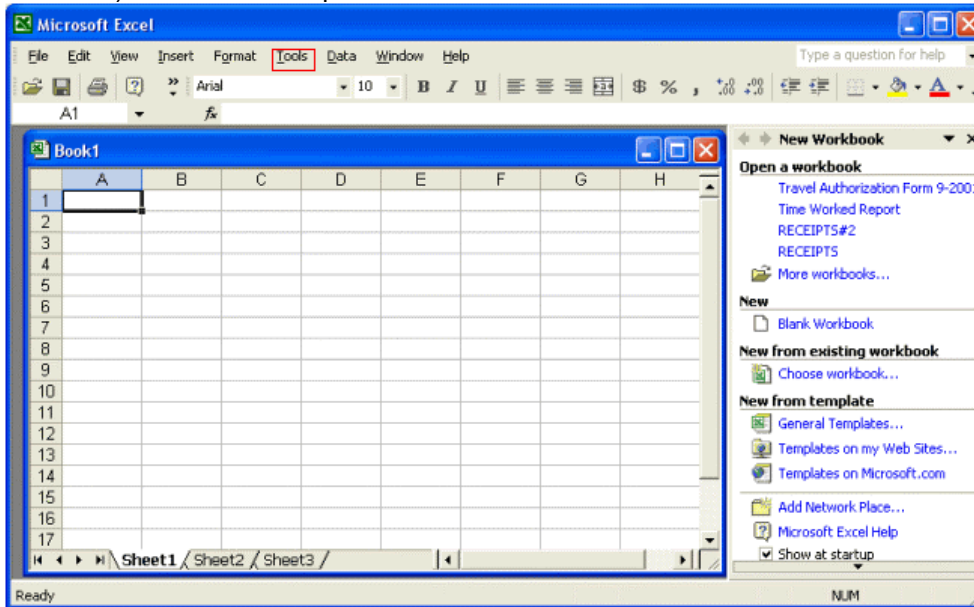 Microsoft Excel
File Edit View Insert Format Tools Data Window Help Type a question for help
Arial 10 B I U $ % ,
A1 fx
Book1
A B C D E F G H
1
2
3
4
5
6
7
8
9
10
11
12
13
14
15
16
17
Sheet1 Sheet2 Sheet3
New Workbook
Open a workbook
Travel Authorization Form 9-200
Time Worked Report
RECEIPTS#2
RECEIPTS
More workbooks...
New
Blank Workbook
New from existing workbook
Choose workbook...
New from template
General Templates...
Templates on my Web Sites...
Templates on Microsoft.com
Add Network Place...
Microsoft Excel Help
Show at startup
Ready NUM